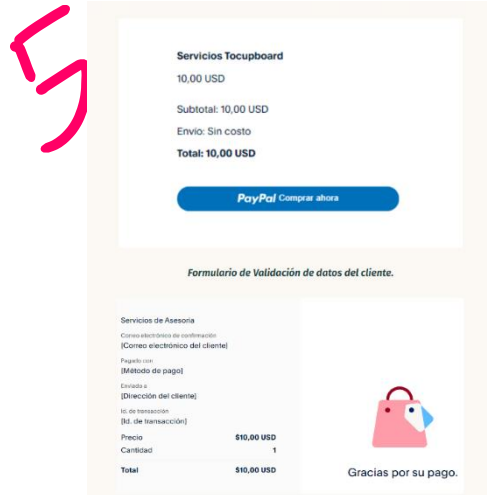 5
Servicios Tocupboard
10,00 USD
Subtotal: 10,00 USD
Envío: Sin costo
Total: 10,00 USD
PayPal Comprar ahora
Formulario de Validación de datos del cliente.
Servicios de Asesoría
Correo electrónico de confirmación
[Correo electrónico del cliente]
Pagado con
[Método de pago]
Enviado a
[Dirección del cliente]
Id. de transacción
[Id. de transacción]
Precio $10,00 USD
Cantidad 1
Total $10,00 USD
Gracias por su pago.